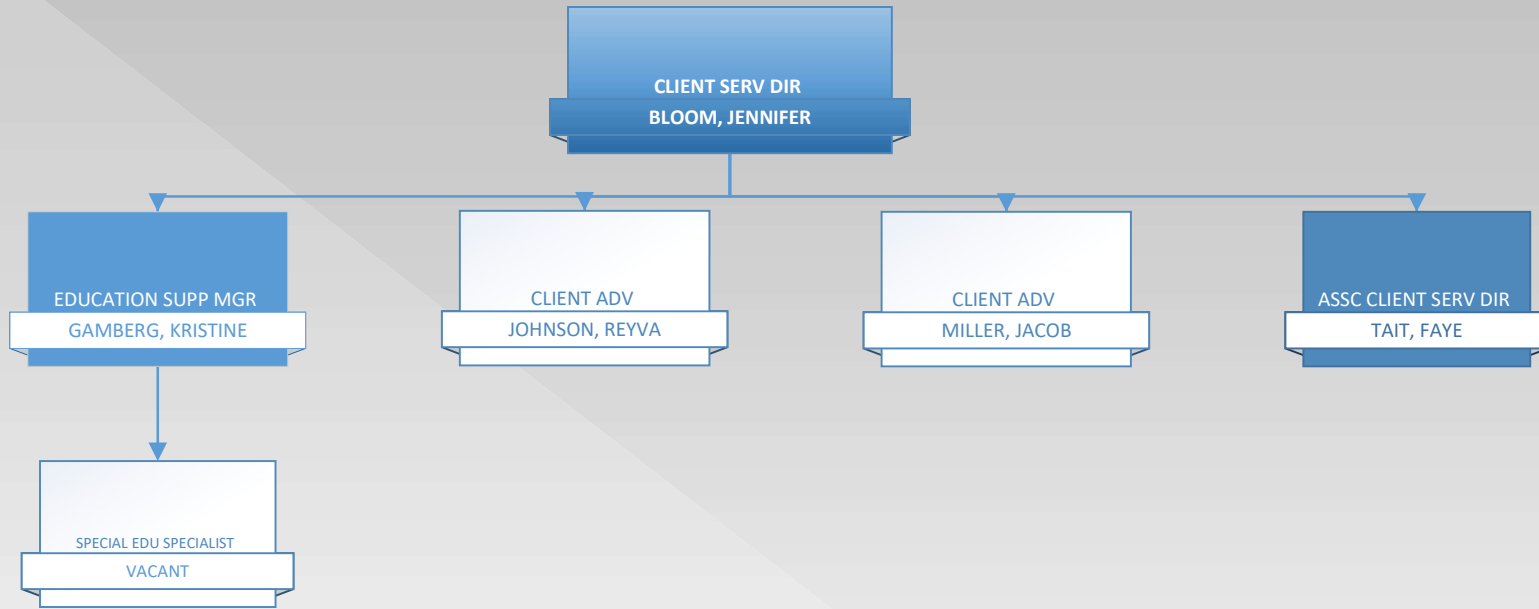 CLIENT SERV DIR
BLOOM, JENNIFER
EDUCATION SUPP MGR
GAMBERG, KRISTINE
CLIENT ADV
JOHNSON, REYVA
CLIENT ADV
MILLER, JACOB
ASSC CLIENT SERV DIR
TAIT, FAYE
SPECIAL EDU SPECIALIST
VACANT